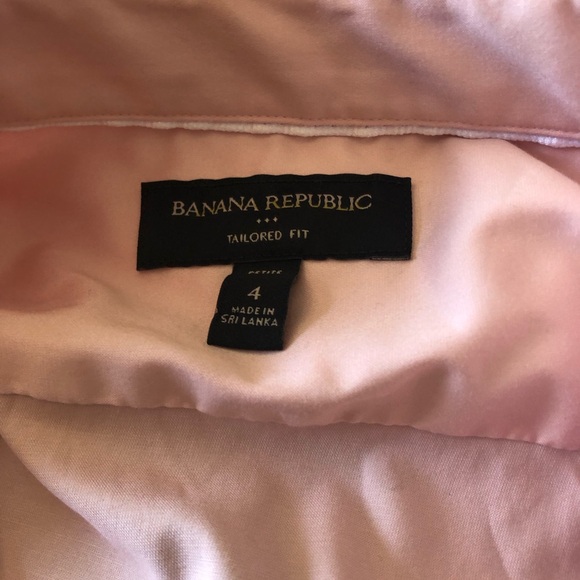 BANANA REPUBLIC
TAILORED FIT
PETITE
4
MADE IN
SRI LANKA